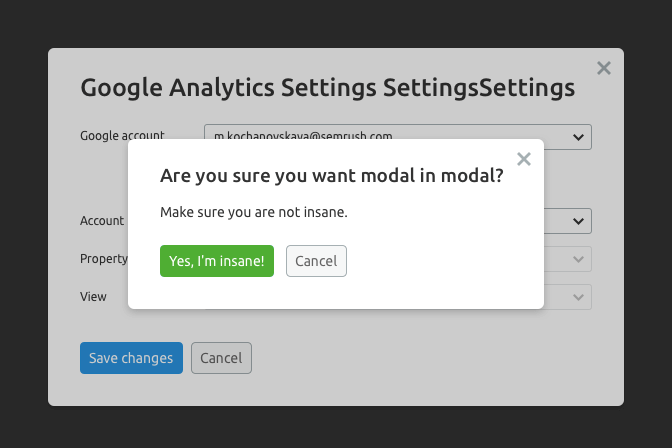 Google Analytics Settings SettingsSettings
Google account
m.kochanovskaya@semrush.com
Are you sure you want modal in modal?
Make sure you are not insane.
Yes, I'm insane!
Cancel
Account
Property
View
Save changes
Cancel